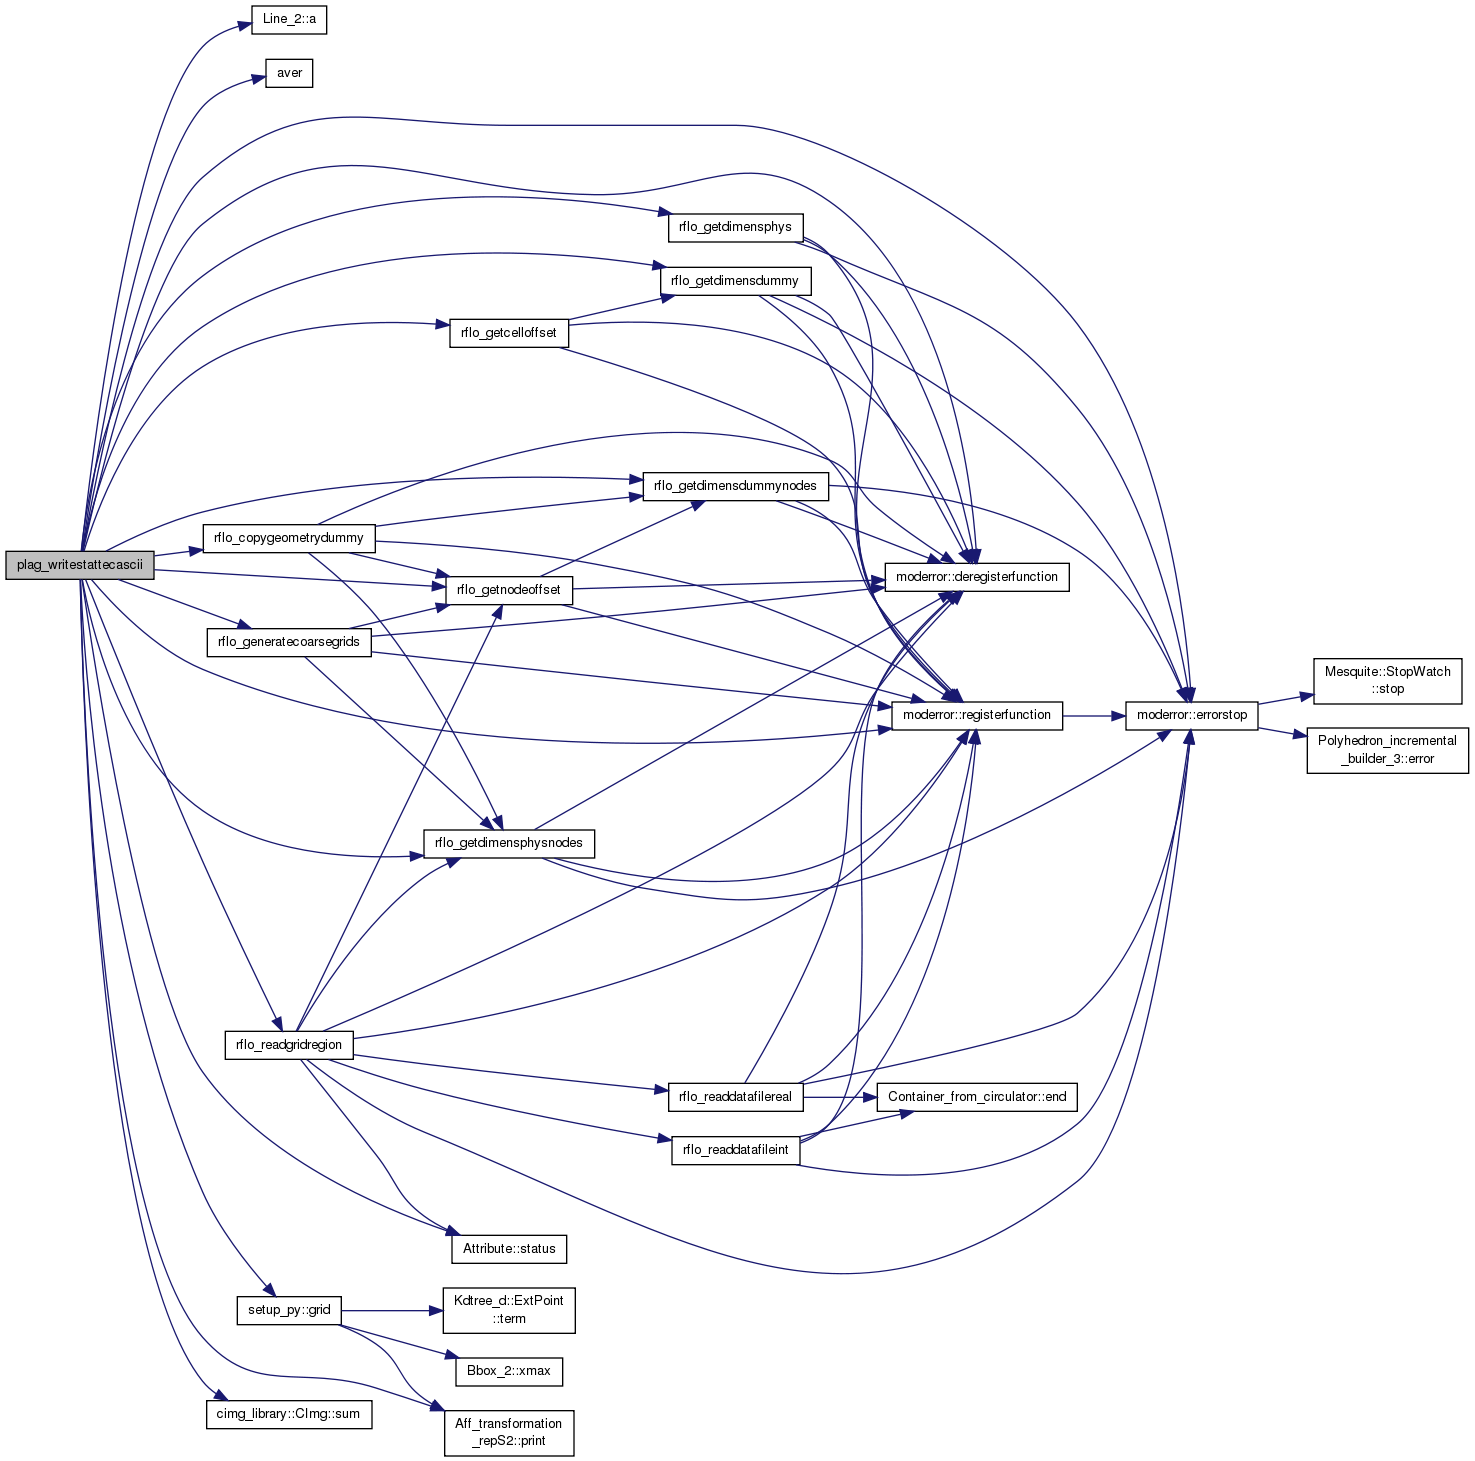 Line_2::a
aver
rflo_getdimensphys
rflo_getdimensdummy
rflo_getcelloffset
rflo_getdimensdummynodes
rflo_copygeometrydummy
plag_writestattecascii
moderror::deregisterfunction
rflo_getnodeoffset
rflo_generatecoarsegrids
Mesquite::StopWatch
::stop
moderror::registerfunction
moderror::errorstop
Polyhedron_incremental
_builder_3::error
rflo_getdimensphysnodes
rflo_readgridregion
rflo_readdatafilereal
Container_from_circulator::end
rflo_readdatafileint
Attribute::status
setup_py::grid
Kdtree_d::ExtPoint
::term
Bbox_2::xmax
cimg_library::CImg::sum
Aff_transformation
_repS2::print